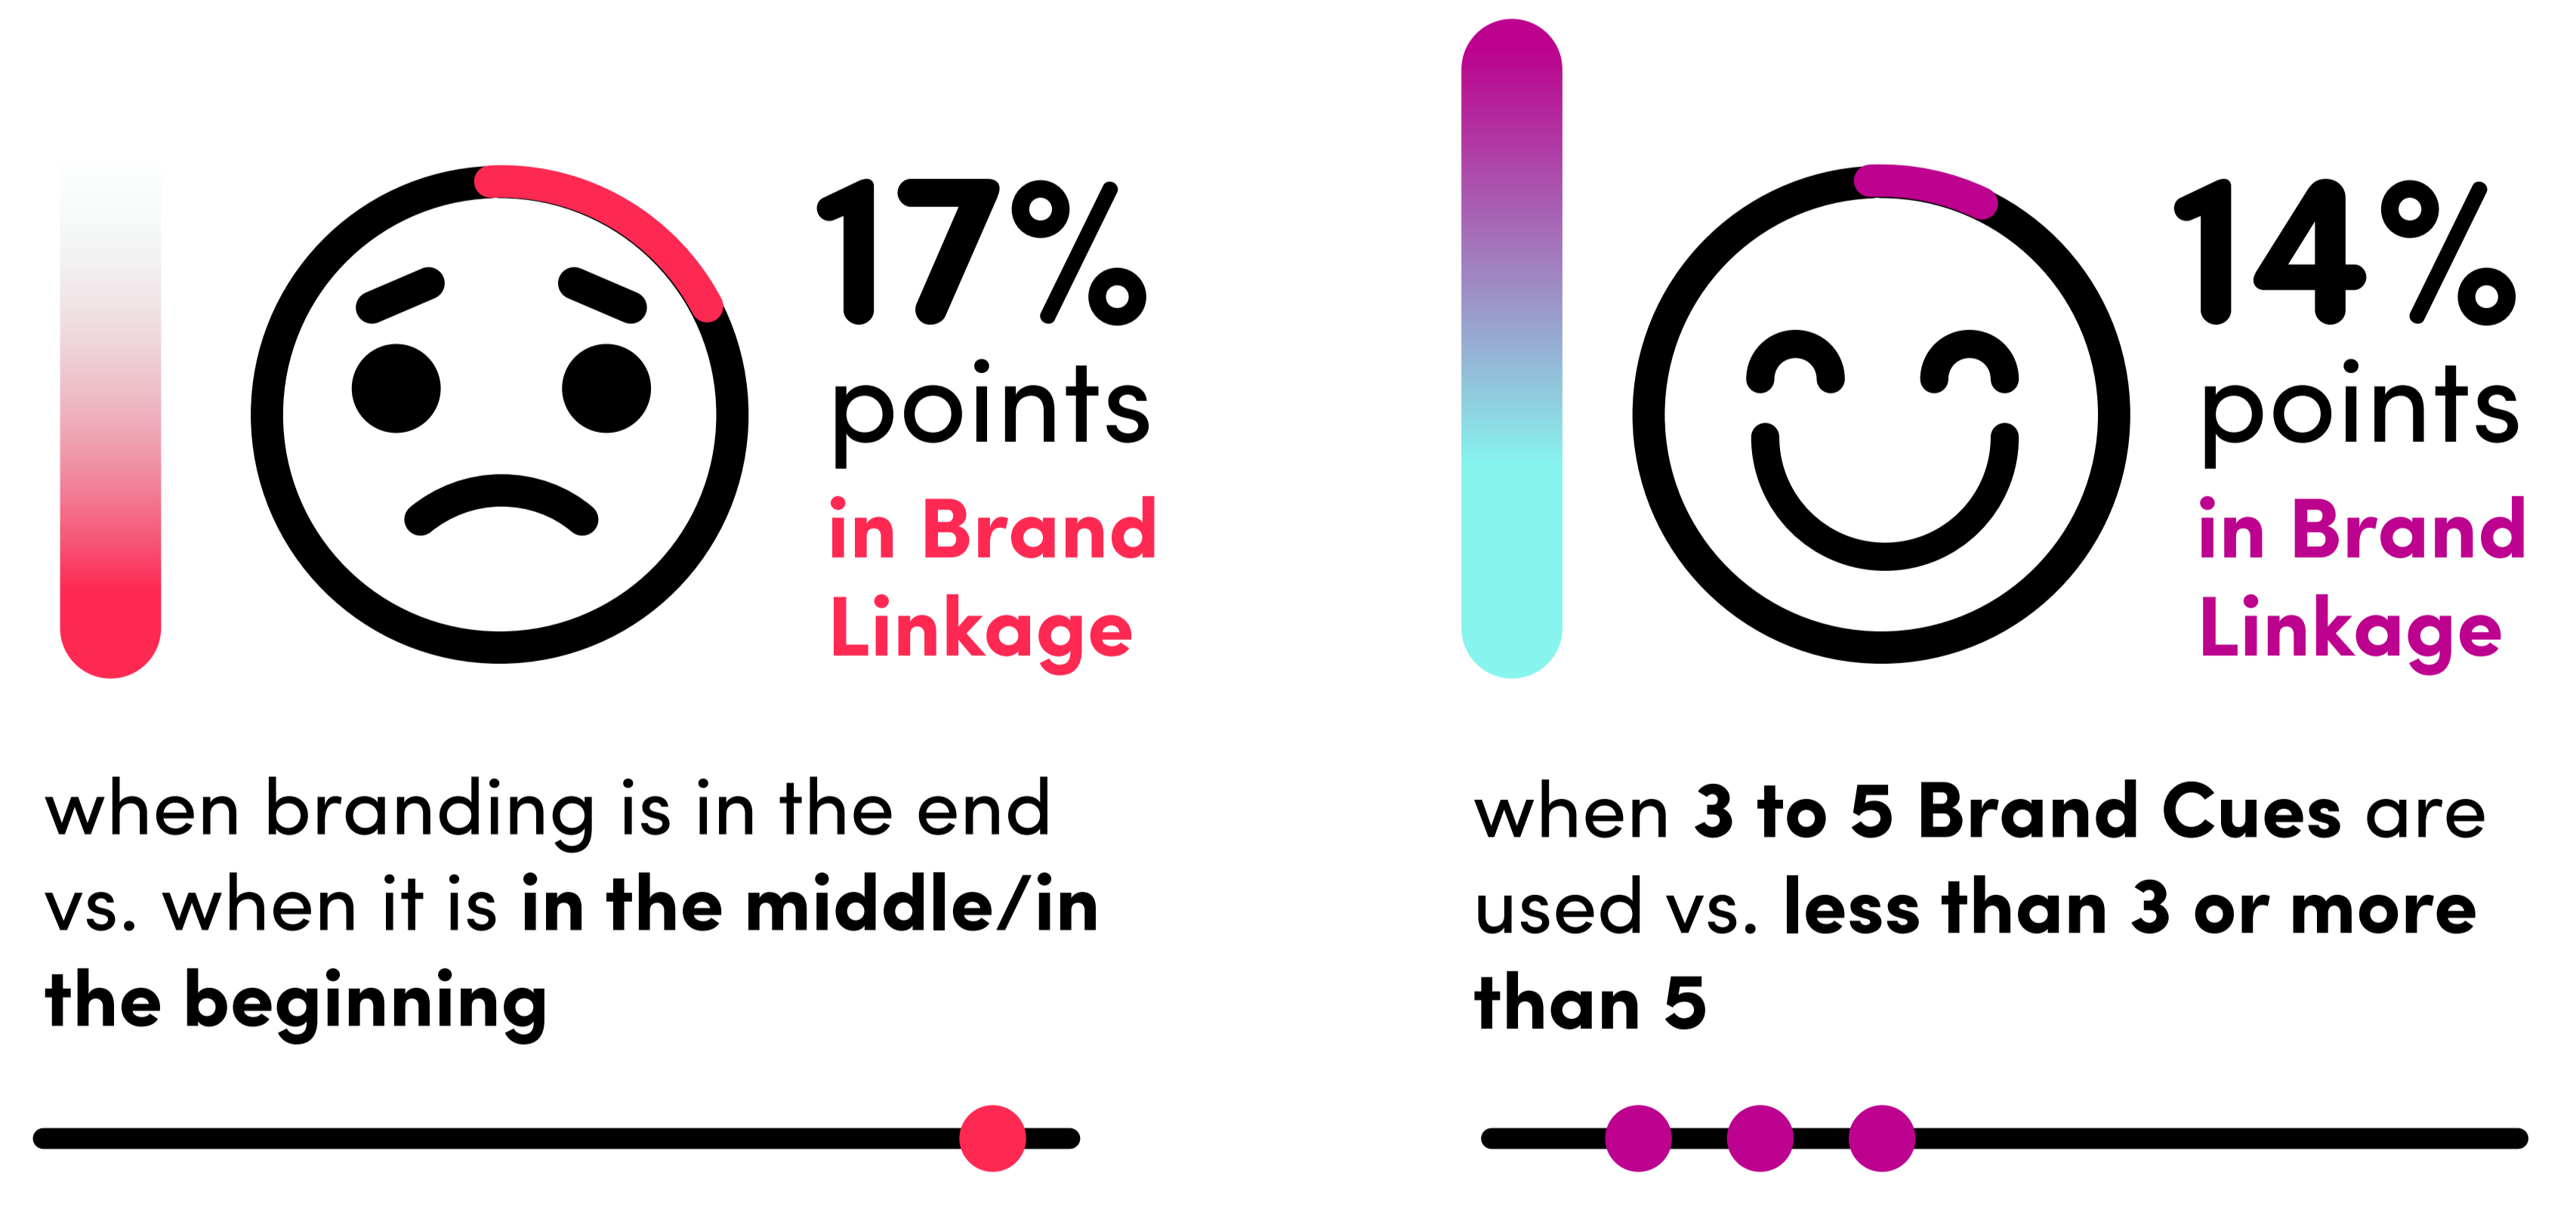 17%
points
in Brand
Linkage
when branding is in the end
vs. when it is in the middle/in
the beginning
14%
points
in Brand
Linkage
when 3 to 5 Brand Cues are
used vs. less than 3 or more
than 5